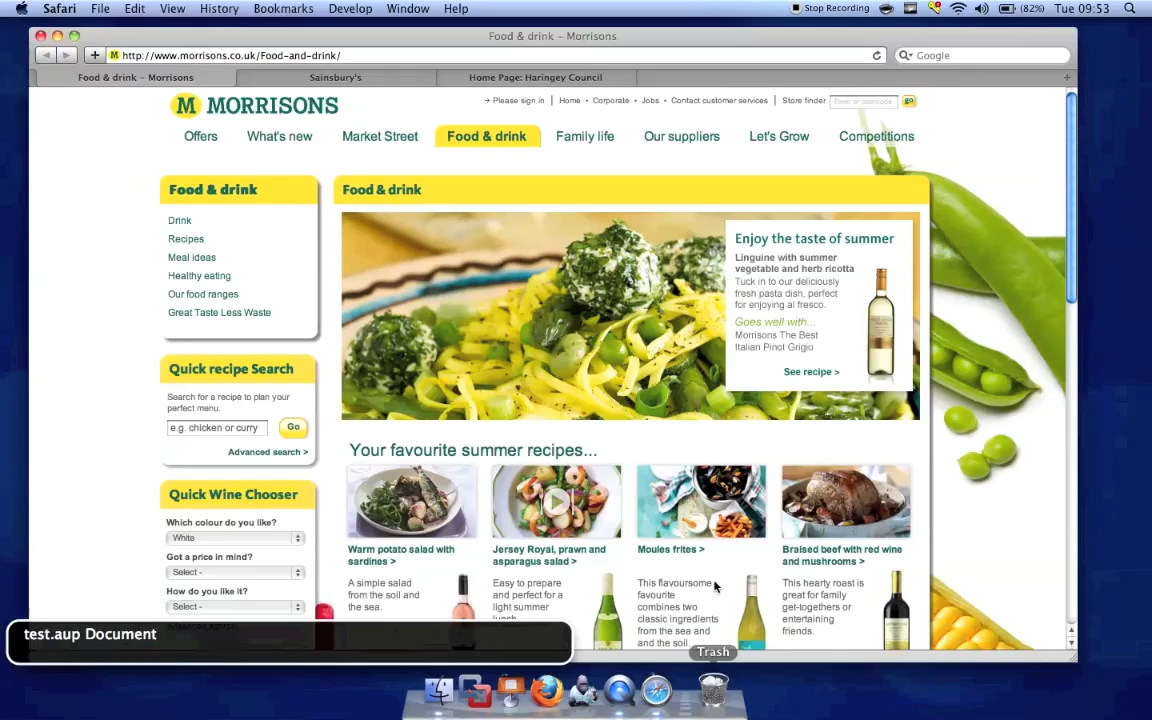 Safari File Edit View History Bookmarks Develop Window Help
Stop Recording (82%) Tue 09:53
Food & drink – Morrisons
http://www.morrisons.co.uk/Food-and-drink/
Google
Food & drink – Morrisons
Sainsbury's
Home Page: Haringey Council
M MORRISONS
Please sign in | Home • Corporate • Jobs • Contact customer services | Store finder Town or postcode go
Offers What's new Market Street Food & drink Family life Our suppliers Let's Grow Competitions
Food & drink
Drink
Recipes
Meal ideas
Healthy eating
Our food ranges
Great Taste Less Waste
Quick recipe Search
Search for a recipe to plan your
perfect menu.
e.g. chicken or curry Go
Advanced search >
Quick Wine Chooser
Which colour do you like?
White
Got a price in mind?
Select -
How do you like it?
Select -
Food & drink
Enjoy the taste of summer
Linguine with summer
vegetable and herb ricotta
Tuck in to our deliciously
fresh pasta dish, perfect
for enjoying al fresco.
Goes well with...
Morrisons The Best
Italian Pinot Grigio
See recipe >
Your favourite summer recipes...
Warm potato salad with
sardines >
A simple salad
from the soil and
the sea.
Jersey Royal, prawn and
asparagus salad >
Easy to prepare
and perfect for a
light summer
lunch.
Moules frites >
This flavoursome
favourite
combines two
classic ingredients
from the sea and
and the soil.
Braised beef with red wine
and mushrooms >
This hearty roast is
great for family
get-togethers or
entertaining
friends.
test.aup Document
Trash